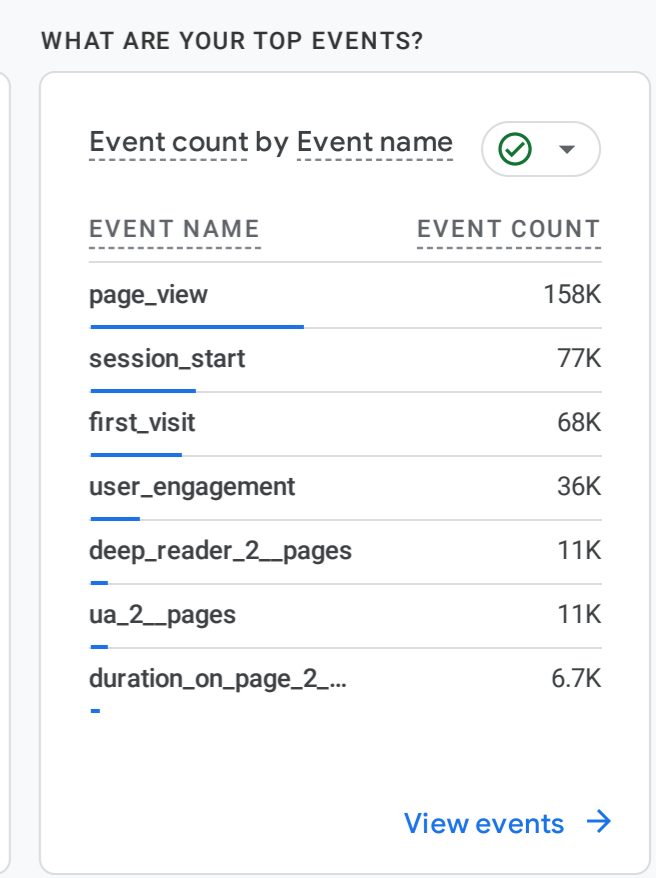 WHAT ARE YOUR TOP EVENTS?
Event count by Event name
EVENT NAME EVENT COUNT
page_view 158K
session_start 77K
first_visit 68K
user_engagement 36K
deep_reader_2__pages 11K
ua_2__pages 11K
duration_on_page_2_... 6.7K
View events